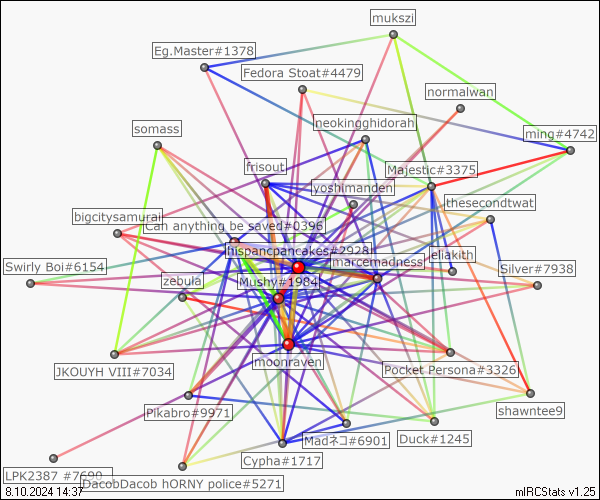 mukszi
Eg.Master#1378
Fedora Stoat#4479
normalwan
neokingghidorah
ming#4742
somass
frisout
Majestic#3375
yoshimanden
thesecondtwat
bigcitysamurai
Can anything be saved#0396
hispancpancakes#2928
eliakith
marcemadness
Swirly Boi#6154
zebula
Mushy#1984
Silver#7938
moonraven
JKOUYH VIII#7034
Pocket Persona#3326
Pikabro#9971
shawntee9
Madネコ#6901
Duck#1245
Cypha#1717
LPK2387 #7690
DacobDacob hORNY police#5271
8.10.2024 14:37
mIRCStats v1.25